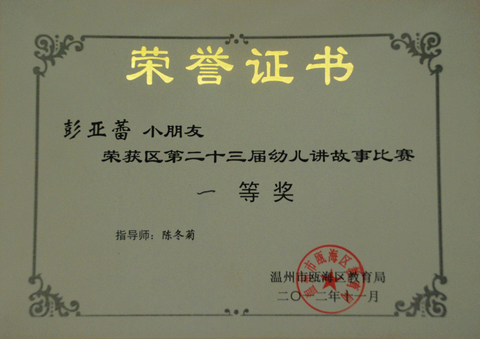 荣誉证书
彭亚蕾 小朋友
荣获区第二十三届幼儿讲故事比赛
一等奖
指导师：陈冬菊
温州市瓯海区教育局
二〇一二年十一月